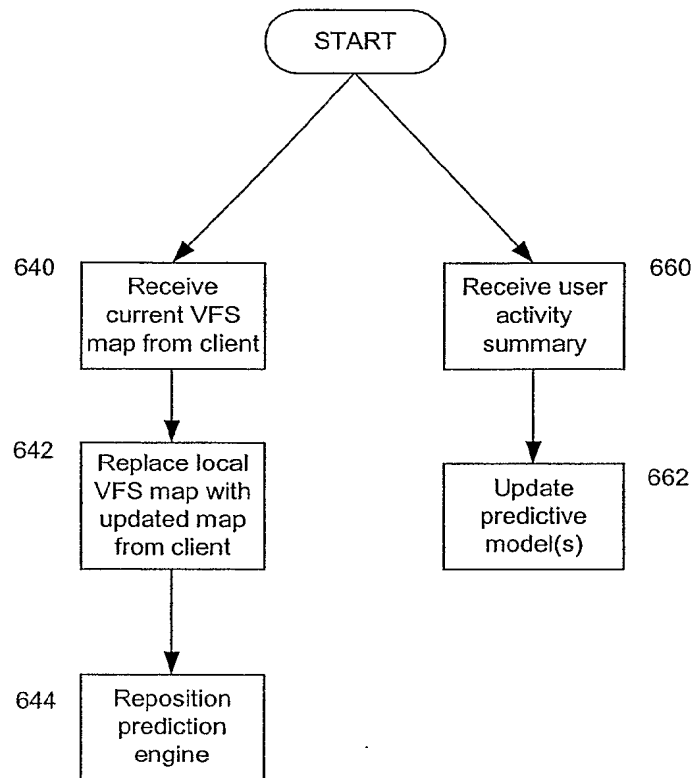 START
640
Receive
current VFS
map from client
660
Receive user
activity
summary
642
Replace local
VFS map with
updated map
from client
662
Update
predictive
model(s)
644
Reposition
prediction
engine